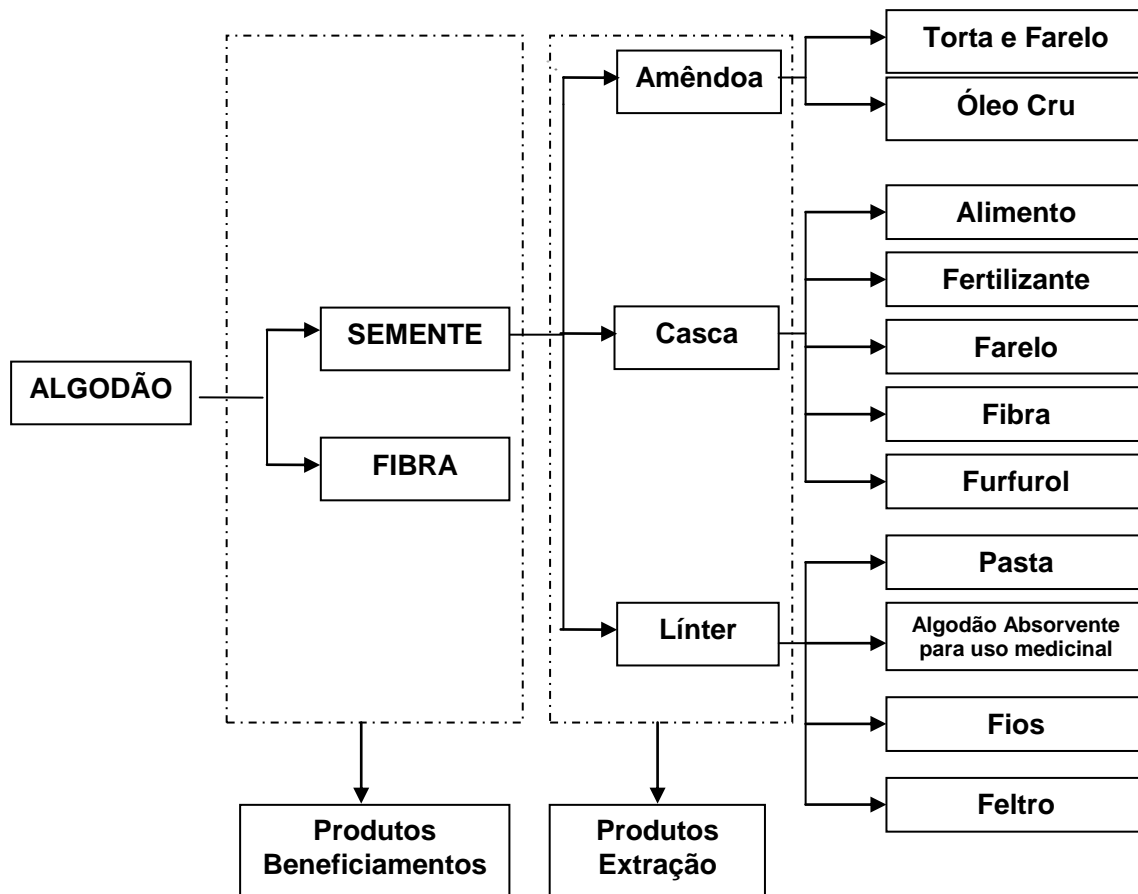 Torta e Farelo
Amêndoa
Óleo Cru
Alimento
Fertilizante
SEMENTE
Casca
Farelo
ALGODÃO
Fibra
FIBRA
Furfurol
Pasta
Línter
Algodão Absorvente
para uso medicinal
Fios
Feltro
Produtos
Beneficiamentos
Produtos
Extração